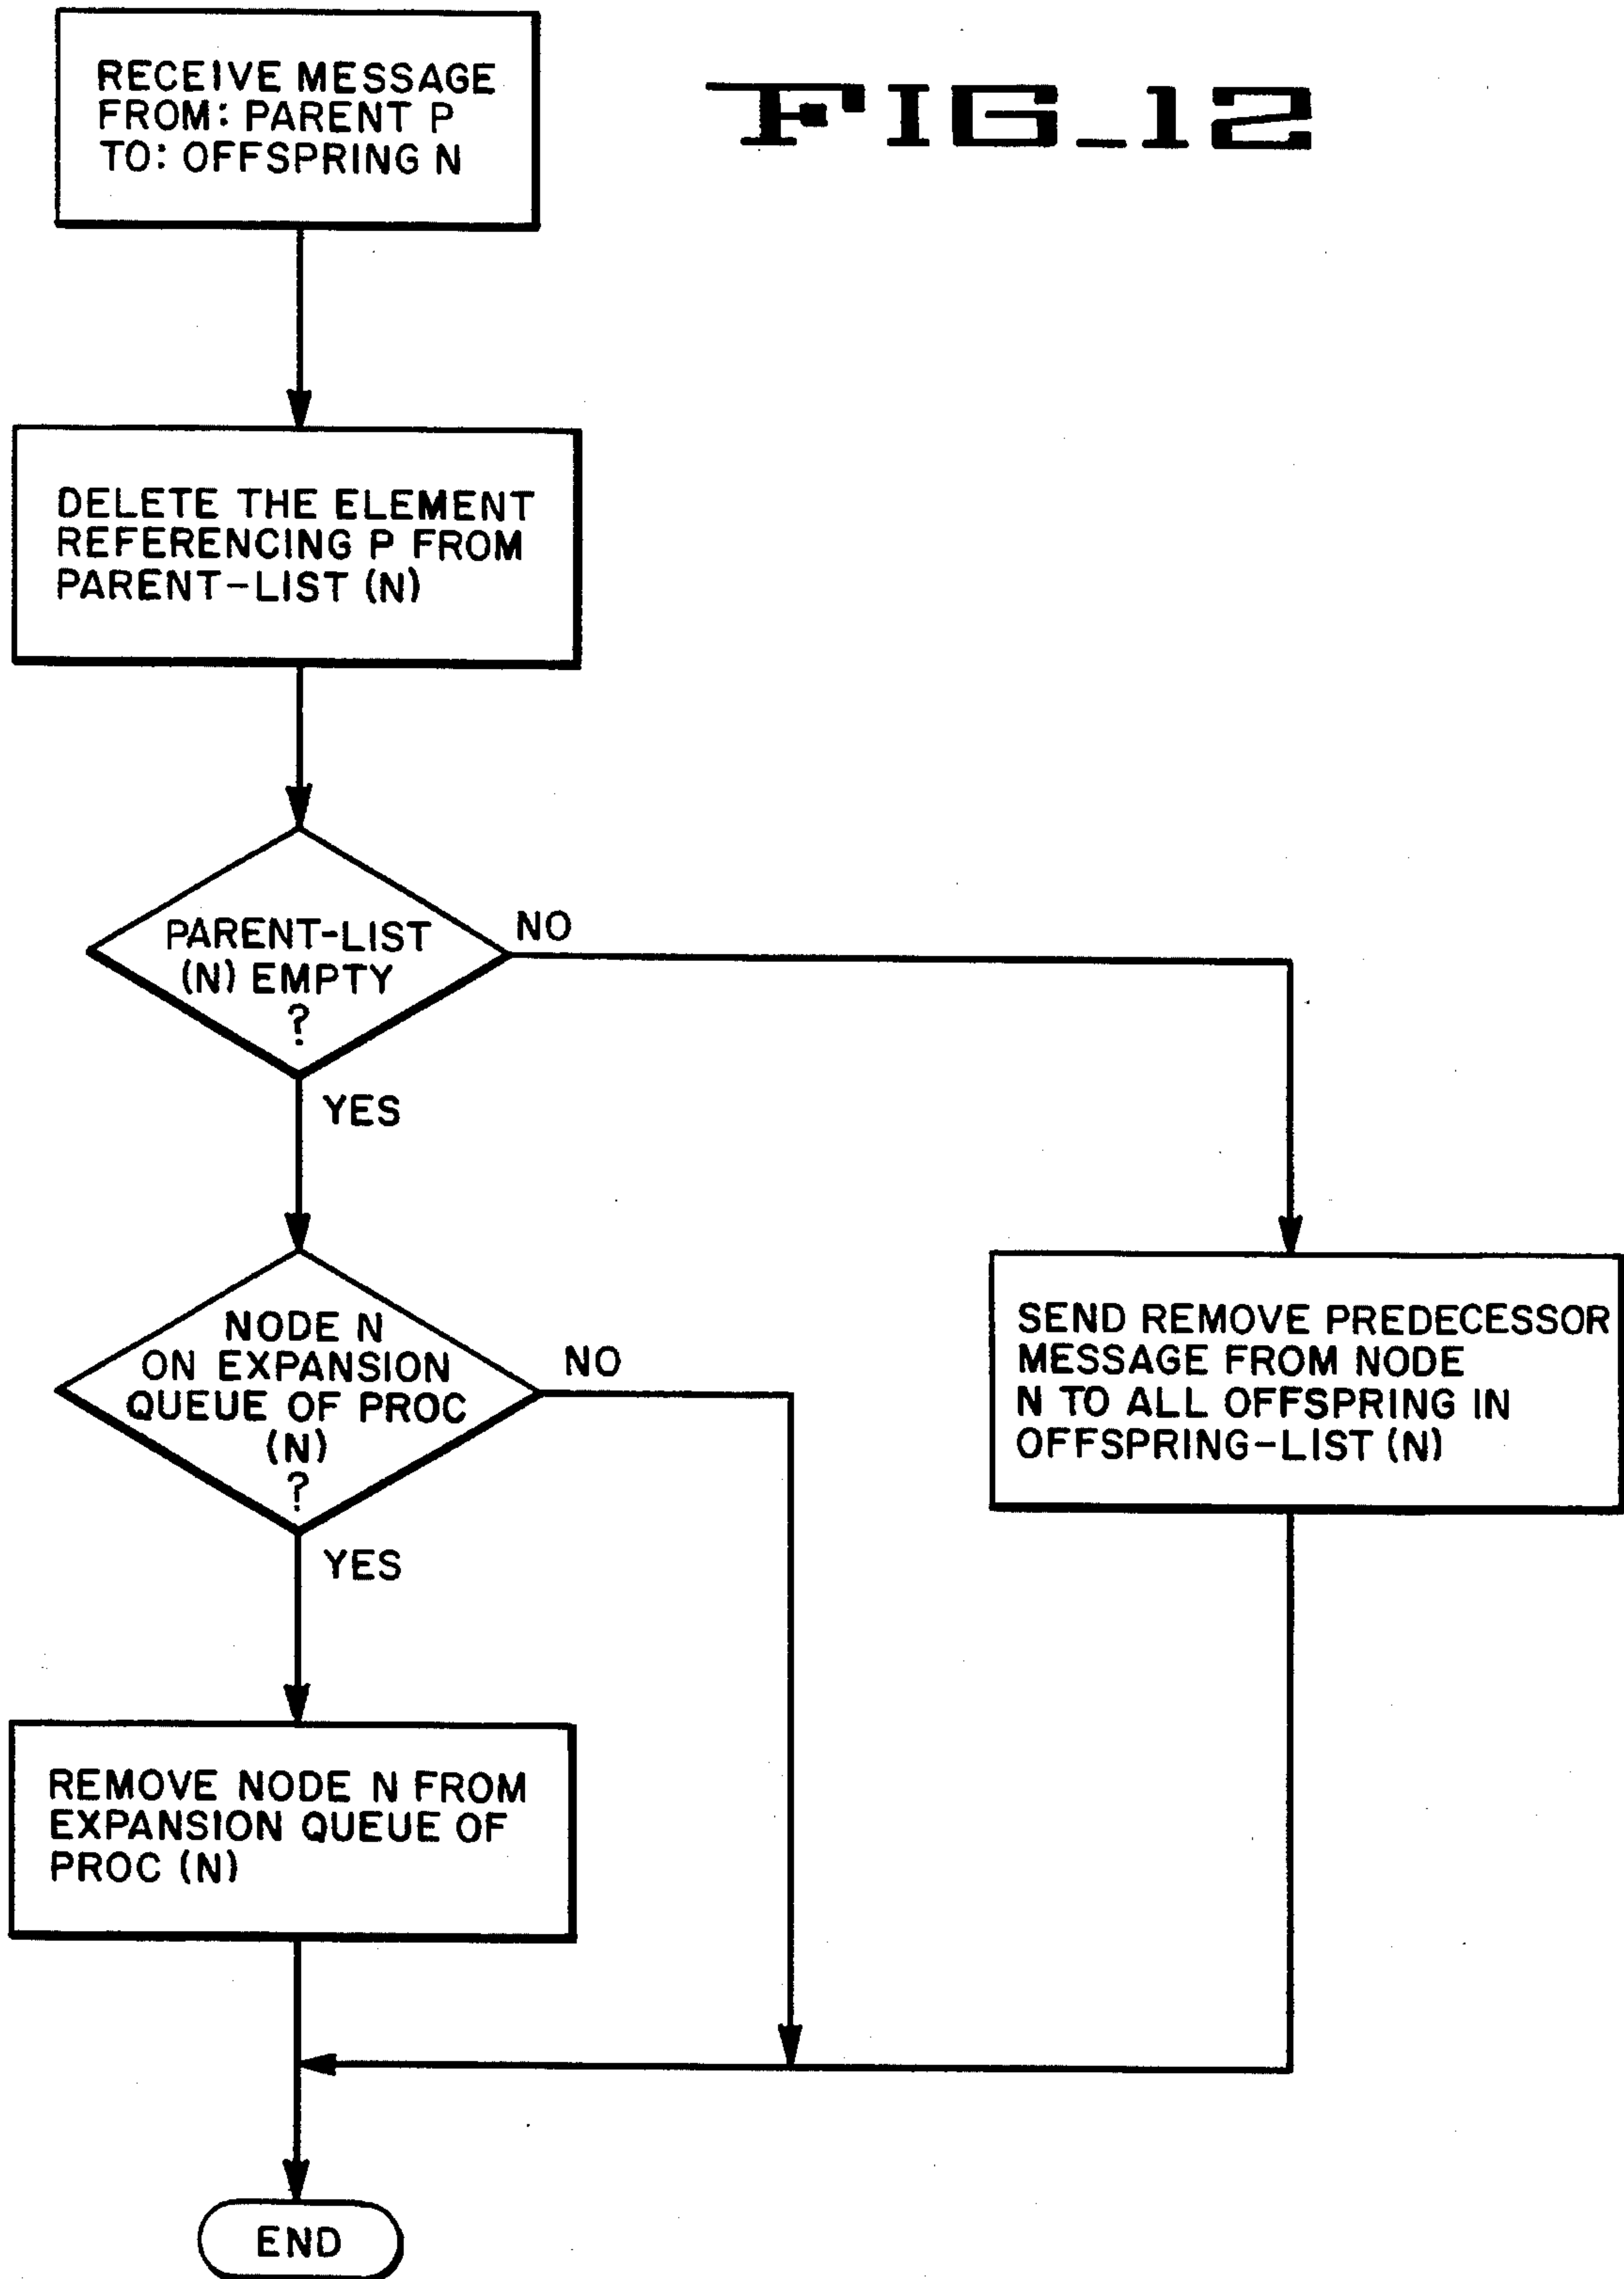 FIG_12
RECEIVE MESSAGE
FROM: PARENT P
TO: OFFSPRING N
DELETE THE ELEMENT
REFERENCING P FROM
PARENT-LIST (N)
PARENT-LIST
(N) EMPTY
?
NO
YES
NODE N
ON EXPANSION
QUEUE OF PROC
(N)
?
NO
YES
SEND REMOVE PREDECESSOR
MESSAGE FROM NODE
N TO ALL OFFSPRING IN
OFFSPRING-LIST (N)
REMOVE NODE N FROM
EXPANSION QUEUE OF
PROC (N)
END